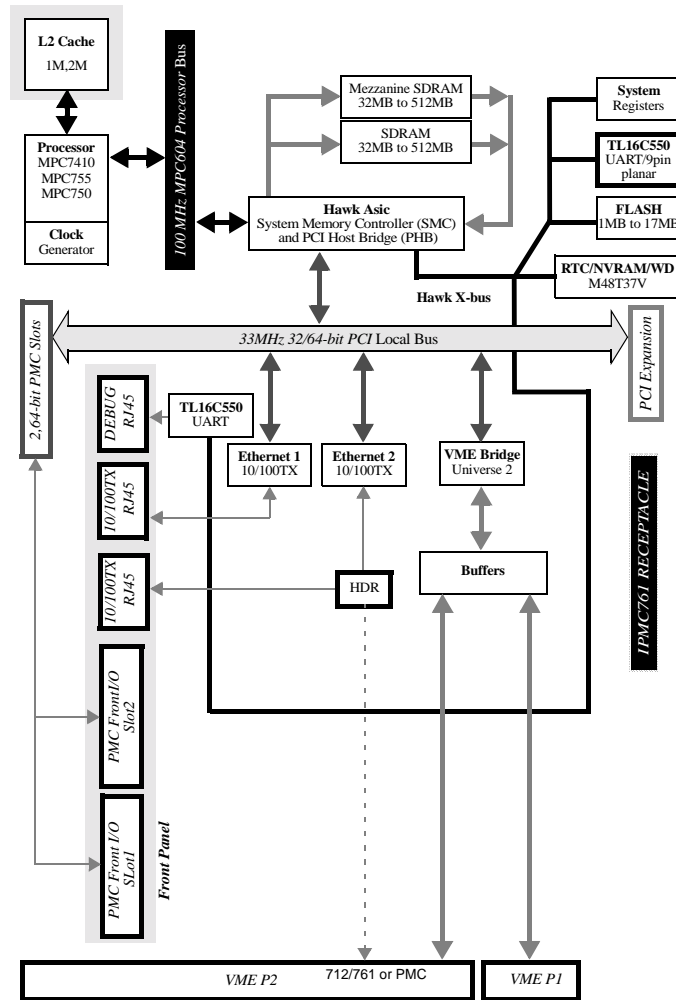 L2 Cache
1M,2M
Processor
MPC7410
MPC755
MPC750
Clock
Generator
100 MHz MPC604 Processor Bus
Mezzanine SDRAM
32MB to 512MB
SDRAM
32MB to 512MB
Hawk Asic
System Memory Controller (SMC)
and PCI Host Bridge (PHB)
System
Registers
TL16C550
UART/9pin
planar
FLASH
1MB to 17MB
RTC/NVRAM/WD
M48T37V
Hawk X-bus
33MHz 32/64-bit PCI Local Bus
2,64-bit PMC Slots
PCI Expansion
DEBUG
RJ45
TL16C550
UART
Ethernet 1
10/100TX
Ethernet 2
10/100TX
VME Bridge
Universe 2
10/100TX
RJ45
10/100TX
RJ45
HDR
Buffers
IPMC761 RECEPTACLE
PMC FrontI/O
Slot2
PMC Front I/O
SLot1
Front Panel
VME P2
712/761 or PMC
VME P1